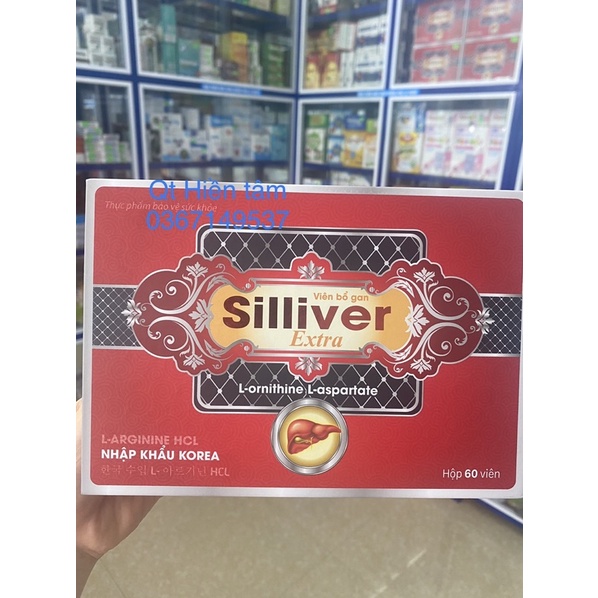 Qt Hiền tâm
0367149537
Thực phẩm bảo vệ sức khỏe
Viên bổ gan
Silliver
Extra
L-ornithine L-aspartate
L-ARGININE HCL
NHẬP KHẨU KOREA
한국 수입 L- 아르기닌 HCL
Hộp 60 viên